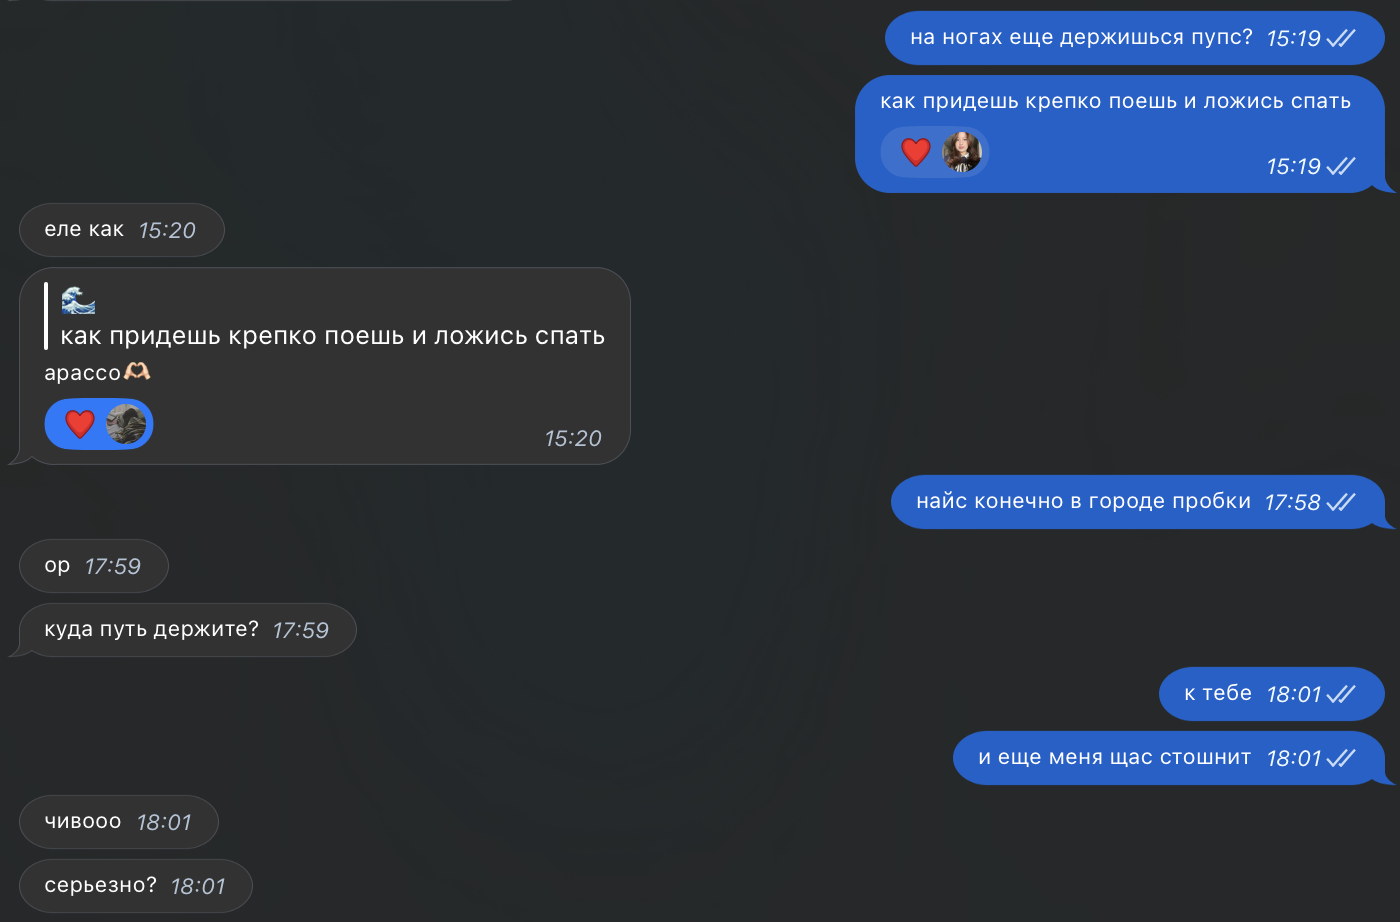 на ногах еще держишься пупс? 15:19
как придешь крепко поешь и ложись спать
15:19
еле как 15:20
как придешь крепко поешь и ложись спать
арассо🫶🏻
15:20
найс конечно в городе пробки 17:58
ор 17:59
куда путь держите? 17:59
к тебе 18:01
и еще меня щас стошнит 18:01
чивооо 18:01
серьезно? 18:01